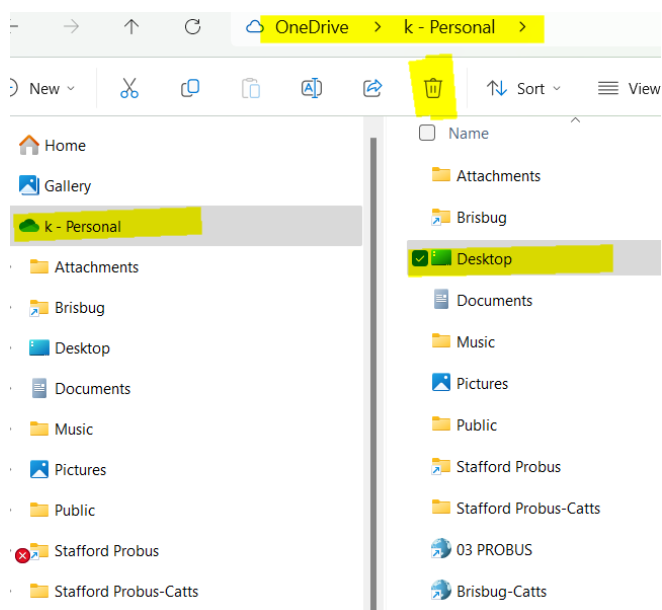 OneDrive > k - Personal >
New
Sort
View
Home
Gallery
k - Personal
Attachments
Brisbug
Desktop
Documents
Music
Pictures
Public
Stafford Probus
Stafford Probus-Catts
Name
Attachments
Brisbug
Desktop
Documents
Music
Pictures
Public
Stafford Probus
Stafford Probus-Catts
03 PROBUS
Brisbug-Catts